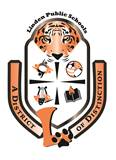 Linden Public Schools
A DISTRICT
OF DISTINCTION